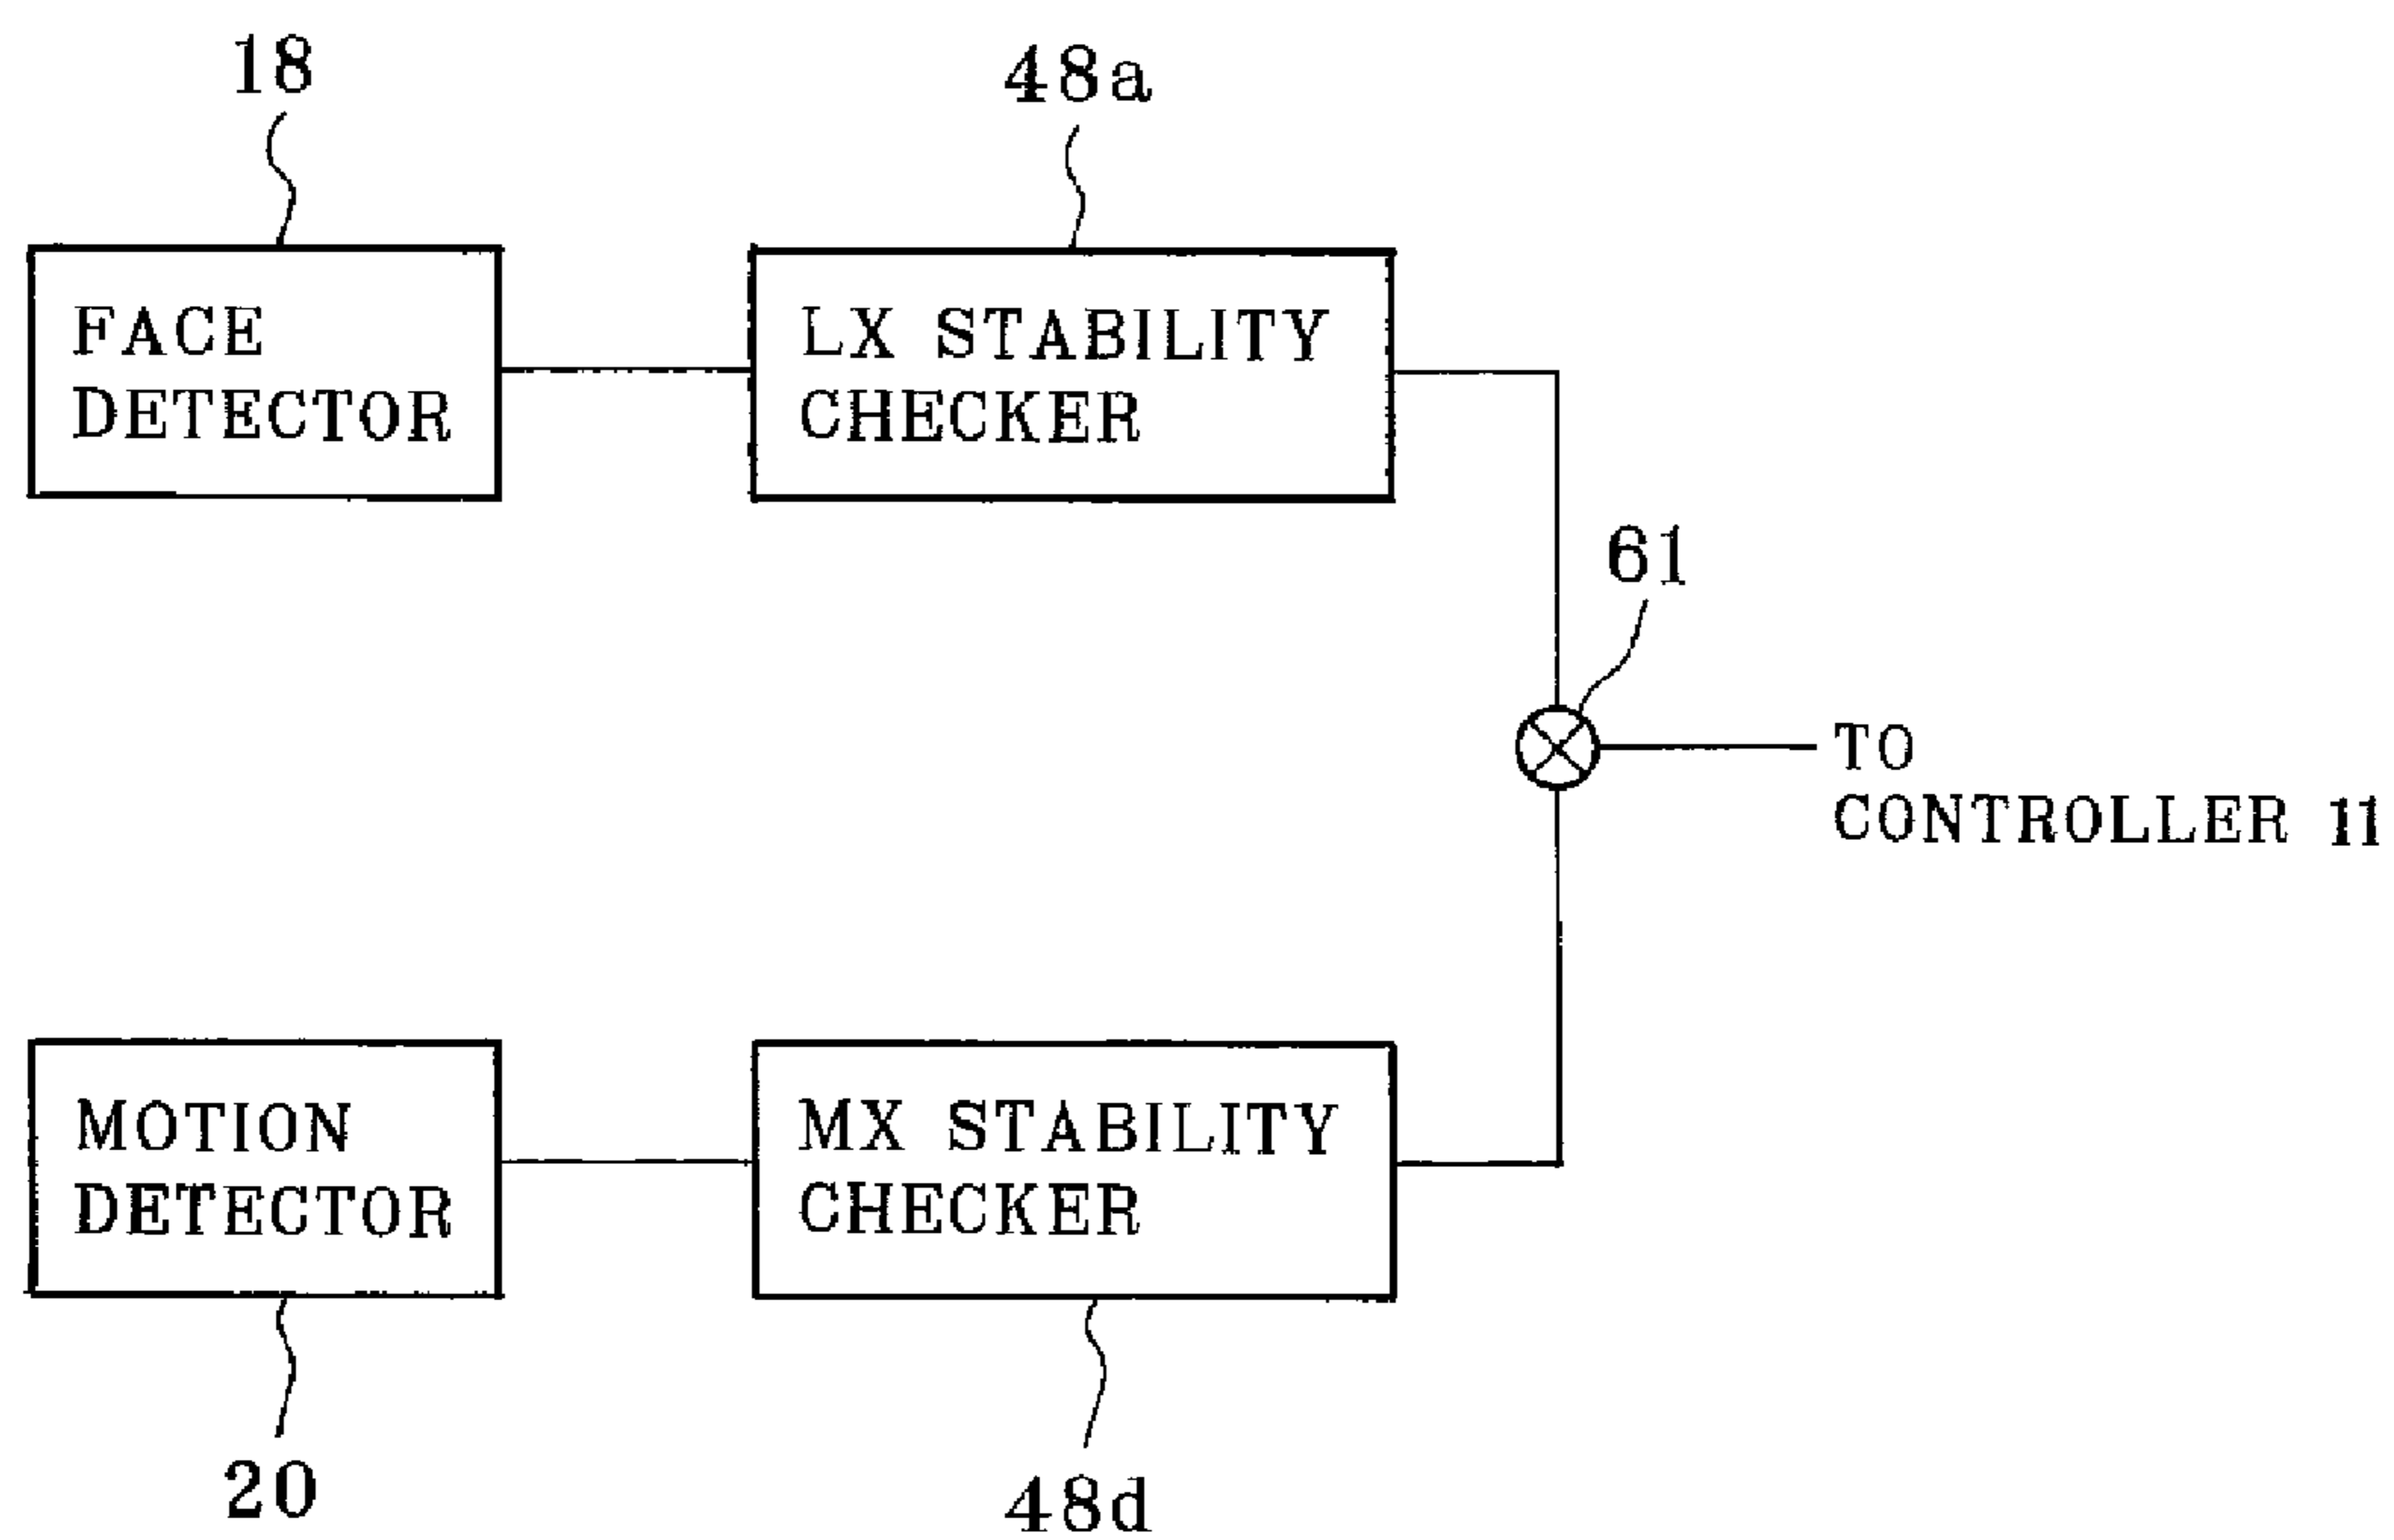 18
48a
FACE
DETECTOR
LX STABILITY
CHECKER
61
TO
CONTROLLER 11
MOTION
DETECTOR
MX STABILITY
CHECKER
20
48d